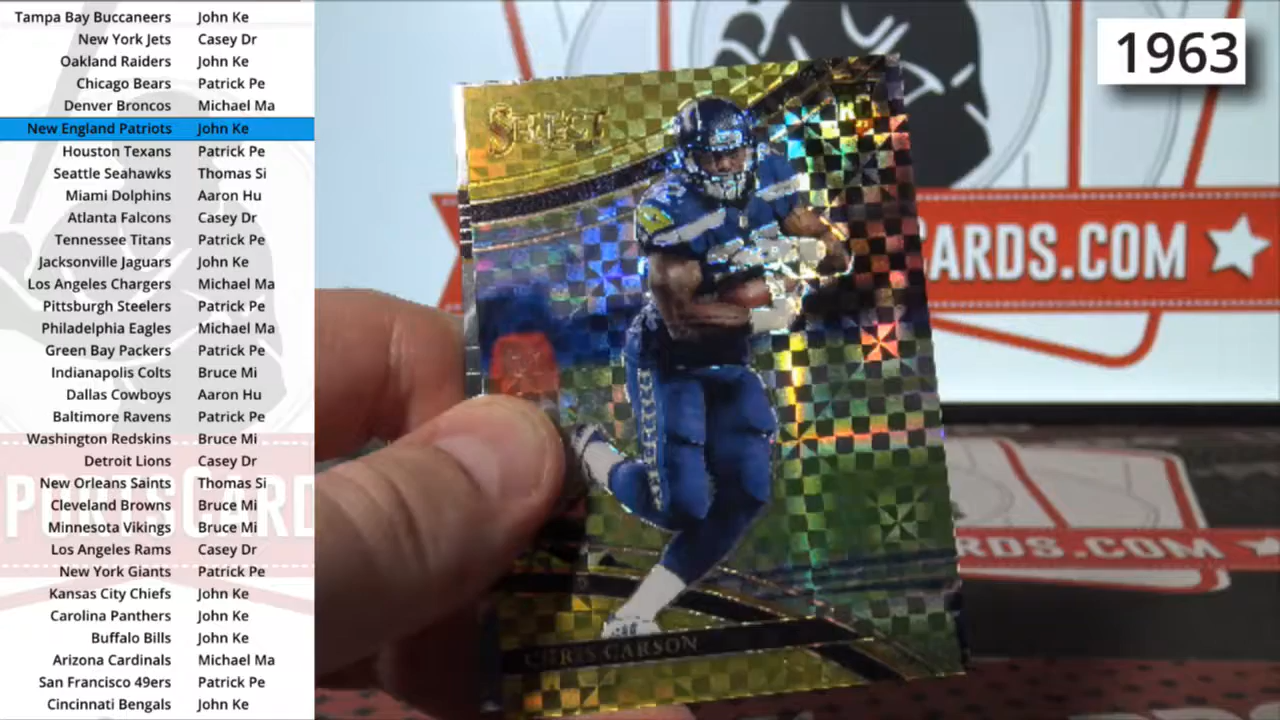 Tampa Bay Buccaneers John Ke
New York Jets Casey Dr
Oakland Raiders John Ke
Chicago Bears Patrick Pe
Denver Broncos Michael Ma
New England Patriots John Ke
Houston Texans Patrick Pe
Seattle Seahawks Thomas Si
Miami Dolphins Aaron Hu
Atlanta Falcons Casey Dr
Tennessee Titans Patrick Pe
Jacksonville Jaguars John Ke
Los Angeles Chargers Michael Ma
Pittsburgh Steelers Patrick Pe
Philadelphia Eagles Michael Ma
Green Bay Packers Patrick Pe
Indianapolis Colts Bruce Mi
Dallas Cowboys Aaron Hu
Baltimore Ravens Patrick Pe
Washington Redskins Bruce Mi
Detroit Lions Casey Dr
New Orleans Saints Thomas Si
Cleveland Browns Bruce Mi
Minnesota Vikings Bruce Mi
Los Angeles Rams Casey Dr
New York Giants Patrick Pe
Kansas City Chiefs John Ke
Carolina Panthers John Ke
Buffalo Bills John Ke
Arizona Cardinals Michael Ma
San Francisco 49ers Patrick Pe
Cincinnati Bengals John Ke
1963
SELECT
CARDS.COM
RDS.COM
CHRIS CARSON